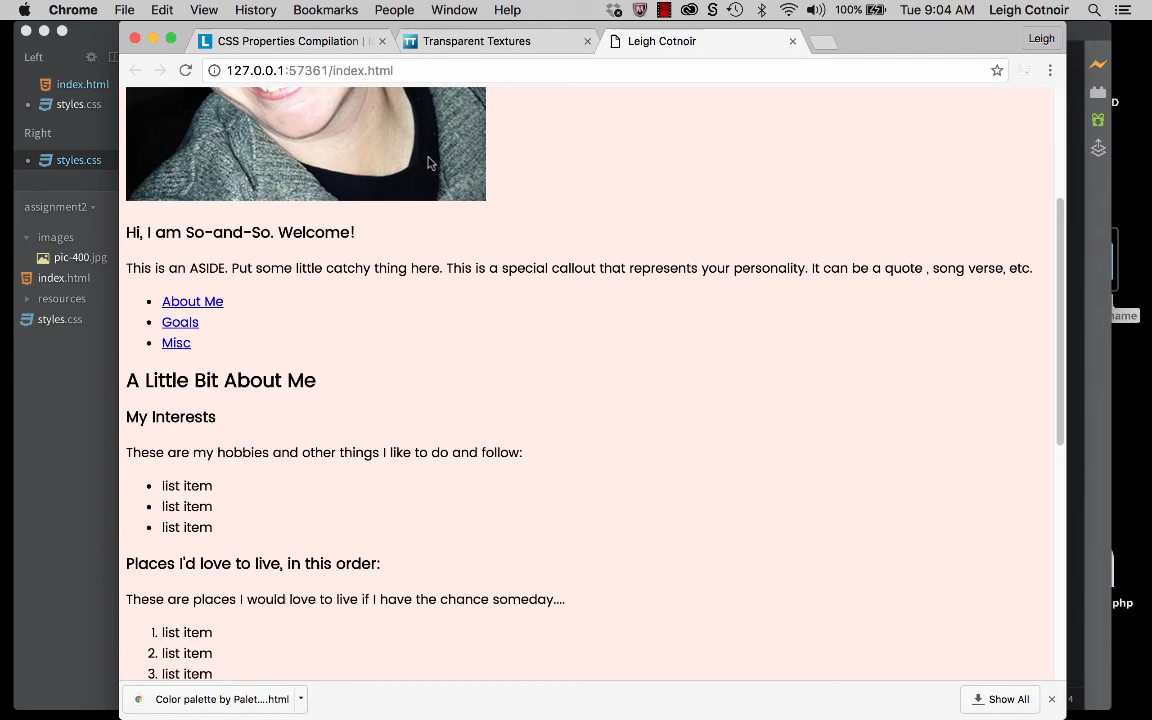 Chrome File Edit View History Bookmarks People Window Help 100% Tue 9:04 AM Leigh Cotnoir
Left
index.html
styles.css
Right
styles.css
assignment2
images
pic-400.jpg
index.html
resources
styles.css
CSS Properties Compilation
Transparent Textures
Leigh Cotnoir
Leigh
127.0.0.1:57361/index.html
Hi, I am So-and-So. Welcome!
This is an ASIDE. Put some little catchy thing here. This is a special callout that represents your personality. It can be a quote , song verse, etc.
• About Me
• Goals
• Misc
A Little Bit About Me
My Interests
These are my hobbies and other things I like to do and follow:
• list item
• list item
• list item
Places I'd love to live, in this order:
These are places I would love to live if I have the chance someday....
1. list item
2. list item
3. list item
Color palette by Palet....html
Show All
D
name
php
4